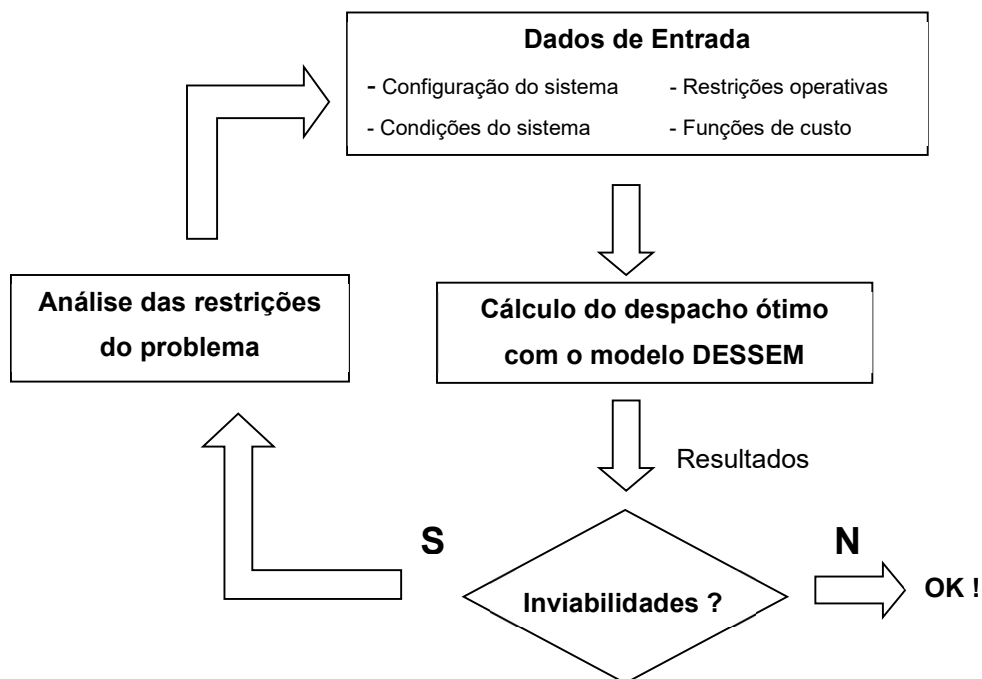 Dados de Entrada
- Configuração do sistema - Restrições operativas
- Condições do sistema - Funções de custo
Análise das restrições
do problema
Cálculo do despacho ótimo
com o modelo DESSEM
Resultados
S
N
Inviabilidades ?
OK !